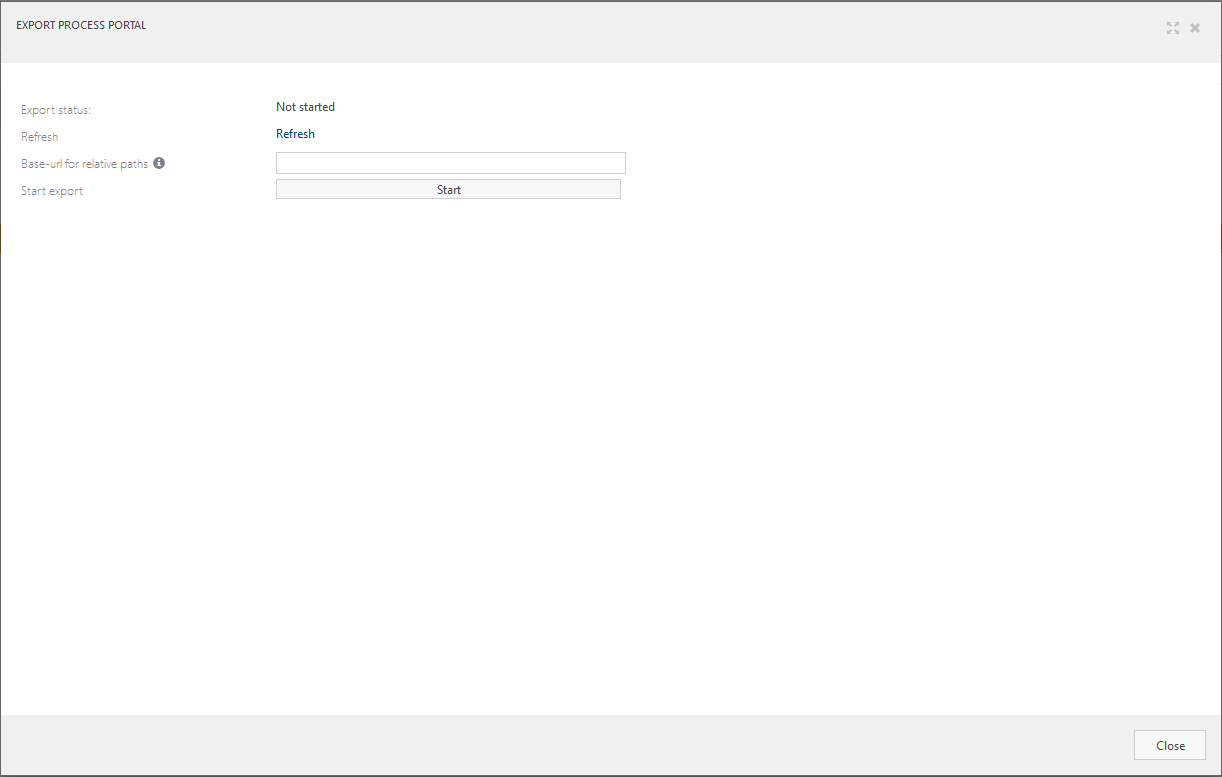 EXPORT PROCESS PORTAL
Export status: Not started
Refresh Refresh
Base-url for relative paths
Start export Start
Close